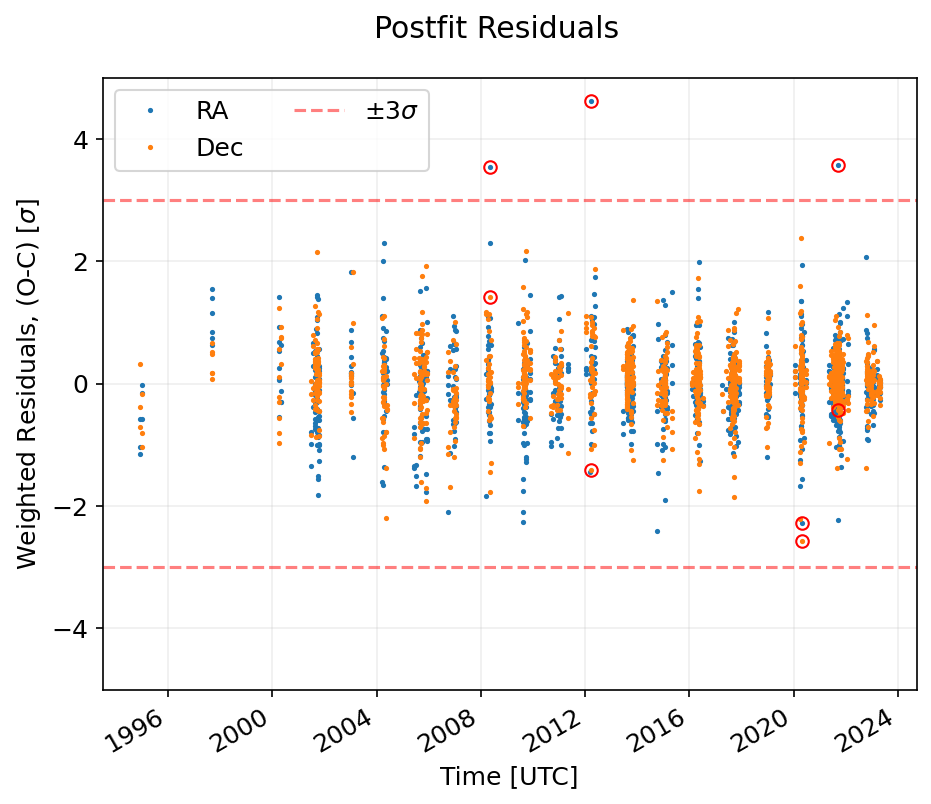 Postfit Residuals
RA
Dec
±3σ
Weighted Residuals, (O-C) [σ]
4
2
0
−2
−4
1996
2000
2004
2008
2012
2016
2020
2024
Time [UTC]